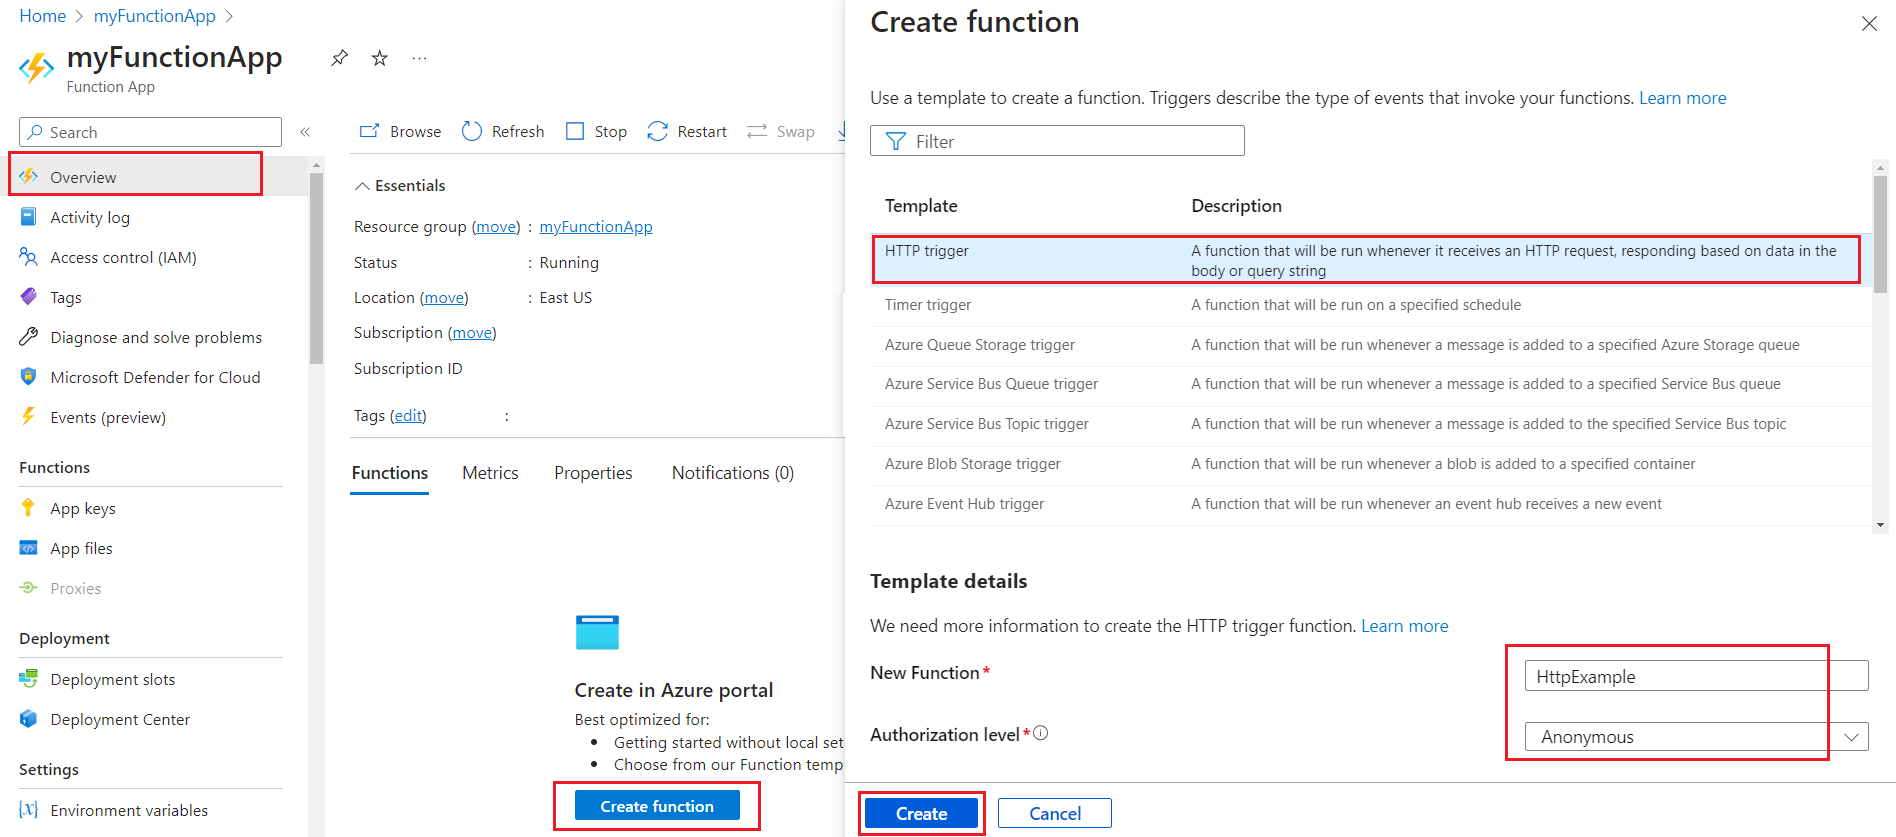 Home > myFunctionApp >
myFunctionApp
Function App
Search
Overview
Activity log
Access control (IAM)
Tags
Diagnose and solve problems
Microsoft Defender for Cloud
Events (preview)
Functions
App keys
App files
Proxies
Deployment
Deployment slots
Deployment Center
Settings
Environment variables
Browse Refresh Stop Restart Swap
Essentials
Resource group (move) : myFunctionApp
Status : Running
Location (move) : East US
Subscription (move)
Subscription ID
Tags (edit) :
Functions Metrics Properties Notifications (0)
Create in Azure portal
Best optimized for:
• Getting started without local set
• Choose from our Function temp
Create function
Create function
Use a template to create a function. Triggers describe the type of events that invoke your functions. Learn more
Filter
Template Description
HTTP trigger A function that will be run whenever it receives an HTTP request, responding based on data in the
body or query string
Timer trigger A function that will be run on a specified schedule
Azure Queue Storage trigger A function that will be run whenever a message is added to a specified Azure Storage queue
Azure Service Bus Queue trigger A function that will be run whenever a message is added to a specified Service Bus queue
Azure Service Bus Topic trigger A function that will be run whenever a message is added to the specified Service Bus topic
Azure Blob Storage trigger A function that will be run whenever a blob is added to a specified container
Azure Event Hub trigger A function that will be run whenever an event hub receives a new event
Template details
We need more information to create the HTTP trigger function. Learn more
New Function* HttpExample
Authorization level* Anonymous
Create Cancel